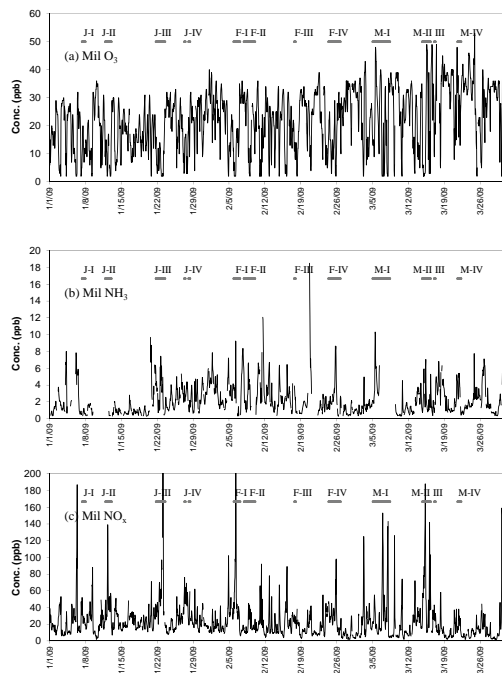 J-I J-II J-III J-IV F-I F-II F-III F-IV M-I M-II III M-IV
(a) Mil O₃
Conc. (ppb)
60
50
40
30
20
10
0
1/1/09 1/8/09 1/15/09 1/22/09 1/29/09 2/5/09 2/12/09 2/19/09 2/26/09 3/5/09 3/12/09 3/19/09 3/26/09
J-I J-II J-III J-IV F-I F-II F-III F-IV M-I M-II III M-IV
(b) Mil NH₃
Conc. (ppb)
20
18
16
14
12
10
8
6
4
2
0
1/1/09 1/8/09 1/15/09 1/22/09 1/29/09 2/5/09 2/12/09 2/19/09 2/26/09 3/5/09 3/12/09 3/19/09 3/26/09
J-I J-II J-III J-IV F-I F-II F-III F-IV M-I M-II III M-IV
(c) Mil NOₓ
Conc. (ppb)
200
180
160
140
120
100
80
60
40
20
0
1/1/09 1/8/09 1/15/09 1/22/09 1/29/09 2/5/09 2/12/09 2/19/09 2/26/09 3/5/09 3/12/09 3/19/09 3/26/09